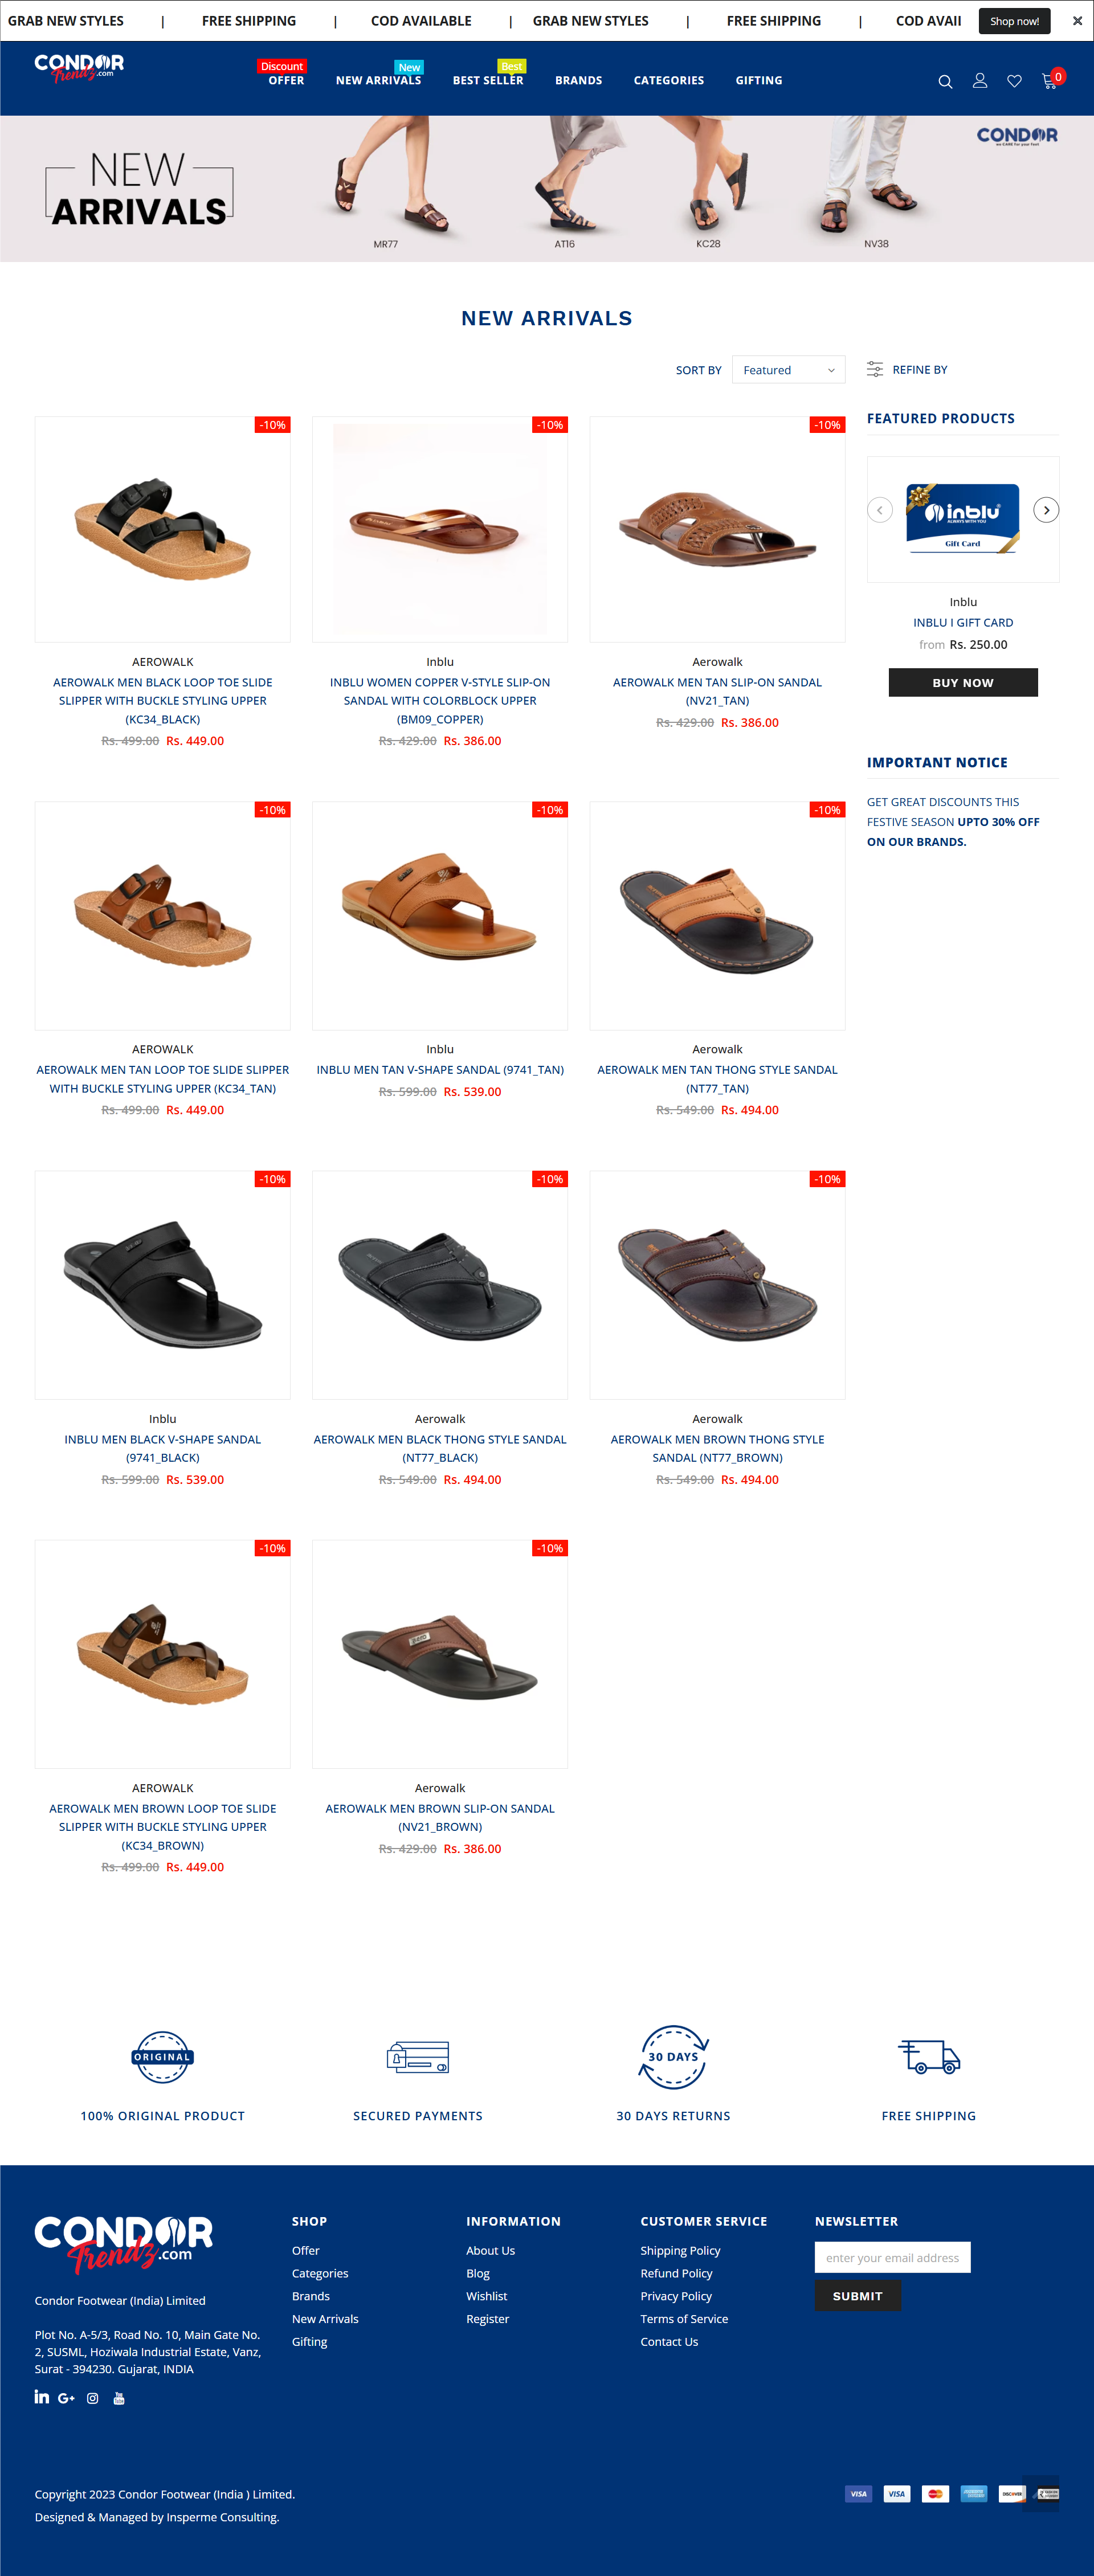 GRAB NEW STYLES | FREE SHIPPING | COD AVAILABLE | GRAB NEW STYLES | FREE SHIPPING | COD AVAII
Shop now!
CONDOR
Trendz.com
Discount
OFFER
New
NEW ARRIVALS
Best
BEST SELLER
BRANDS
CATEGORIES
GIFTING
0
NEW
ARRIVALS
MR77
AT16
KC28
NV38
CONDOR
we CARE for your feet
NEW ARRIVALS
SORT BY
Featured
REFINE BY
-10%
AEROWALK
AEROWALK MEN BLACK LOOP TOE SLIDE
SLIPPER WITH BUCKLE STYLING UPPER
(KC34_BLACK)
Rs. 499.00 Rs. 449.00
-10%
Inblu
INBLU WOMEN COPPER V-STYLE SLIP-ON
SANDAL WITH COLORBLOCK UPPER
(BM09_COPPER)
Rs. 429.00 Rs. 386.00
-10%
Aerowalk
AEROWALK MEN TAN SLIP-ON SANDAL
(NV21_TAN)
Rs. 429.00 Rs. 386.00
-10%
AEROWALK
AEROWALK MEN TAN LOOP TOE SLIDE SLIPPER
WITH BUCKLE STYLING UPPER (KC34_TAN)
Rs. 499.00 Rs. 449.00
-10%
Inblu
INBLU MEN TAN V-SHAPE SANDAL (9741_TAN)
Rs. 599.00 Rs. 539.00
-10%
Aerowalk
AEROWALK MEN TAN THONG STYLE SANDAL
(NT77_TAN)
Rs. 549.00 Rs. 494.00
-10%
Inblu
INBLU MEN BLACK V-SHAPE SANDAL
(9741_BLACK)
Rs. 599.00 Rs. 539.00
-10%
Aerowalk
AEROWALK MEN BLACK THONG STYLE SANDAL
(NT77_BLACK)
Rs. 549.00 Rs. 494.00
-10%
Aerowalk
AEROWALK MEN BROWN THONG STYLE
SANDAL (NT77_BROWN)
Rs. 549.00 Rs. 494.00
-10%
AEROWALK
AEROWALK MEN BROWN LOOP TOE SLIDE
SLIPPER WITH BUCKLE STYLING UPPER
(KC34_BROWN)
Rs. 499.00 Rs. 449.00
-10%
Aerowalk
AEROWALK MEN BROWN SLIP-ON SANDAL
(NV21_BROWN)
Rs. 429.00 Rs. 386.00
FEATURED PRODUCTS
inblu
ALWAYS WITH YOU
Gift Card
Inblu
INBLU I GIFT CARD
from Rs. 250.00
BUY NOW
IMPORTANT NOTICE
GET GREAT DISCOUNTS THIS
FESTIVE SEASON UPTO 30% OFF
ON OUR BRANDS.
ORIGINAL
100% ORIGINAL PRODUCT
SECURED PAYMENTS
30 DAYS
30 DAYS RETURNS
FREE SHIPPING
CONDOR
Trendz.com
Condor Footwear (India) Limited
Plot No. A-5/3, Road No. 10, Main Gate No.
2, SUSML, Hoziwala Industrial Estate, Vanz,
Surat - 394230. Gujarat, INDIA
in
G+
You
SHOP
Offer
Categories
Brands
New Arrivals
Gifting
INFORMATION
About Us
Blog
Wishlist
Register
CUSTOMER SERVICE
Shipping Policy
Refund Policy
Privacy Policy
Terms of Service
Contact Us
NEWSLETTER
enter your email address
SUBMIT
Copyright 2023 Condor Footwear (India ) Limited.
Designed & Managed by Insperme Consulting.
VISA
VISA
DISCOVER